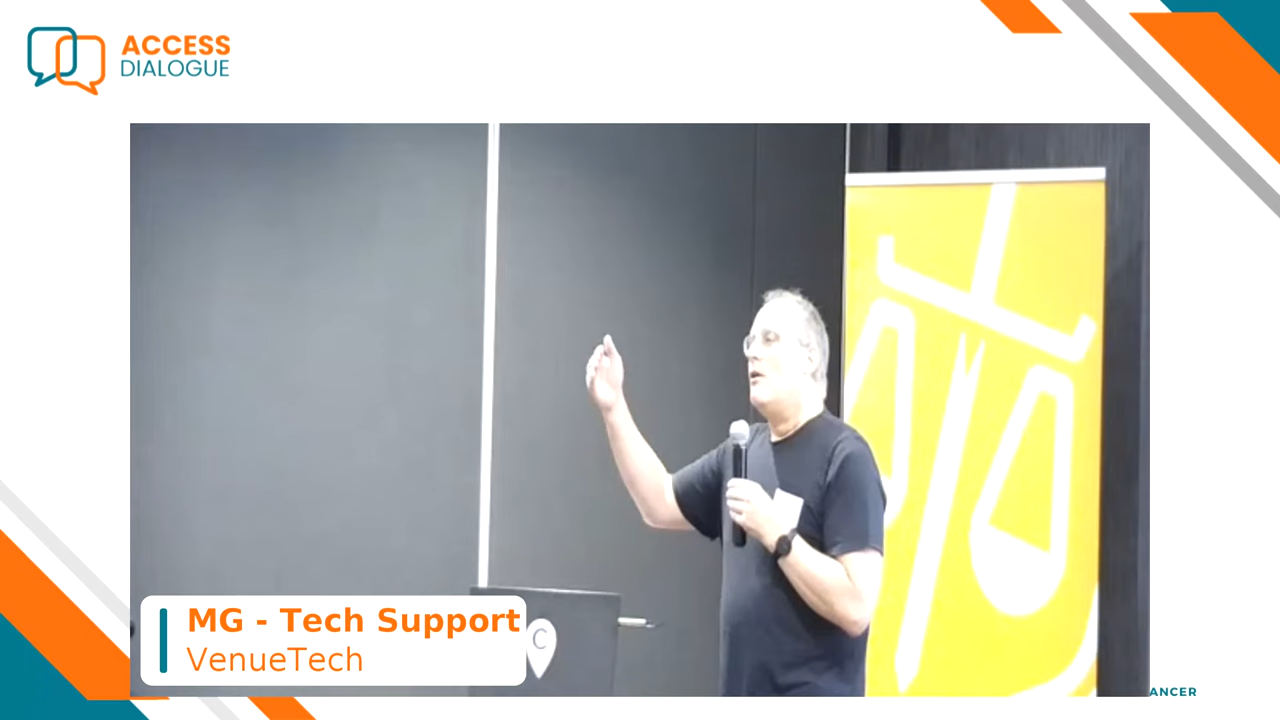 ACCESS
DIALOGUE
MG - Tech Support
VenueTech
C
ANCER